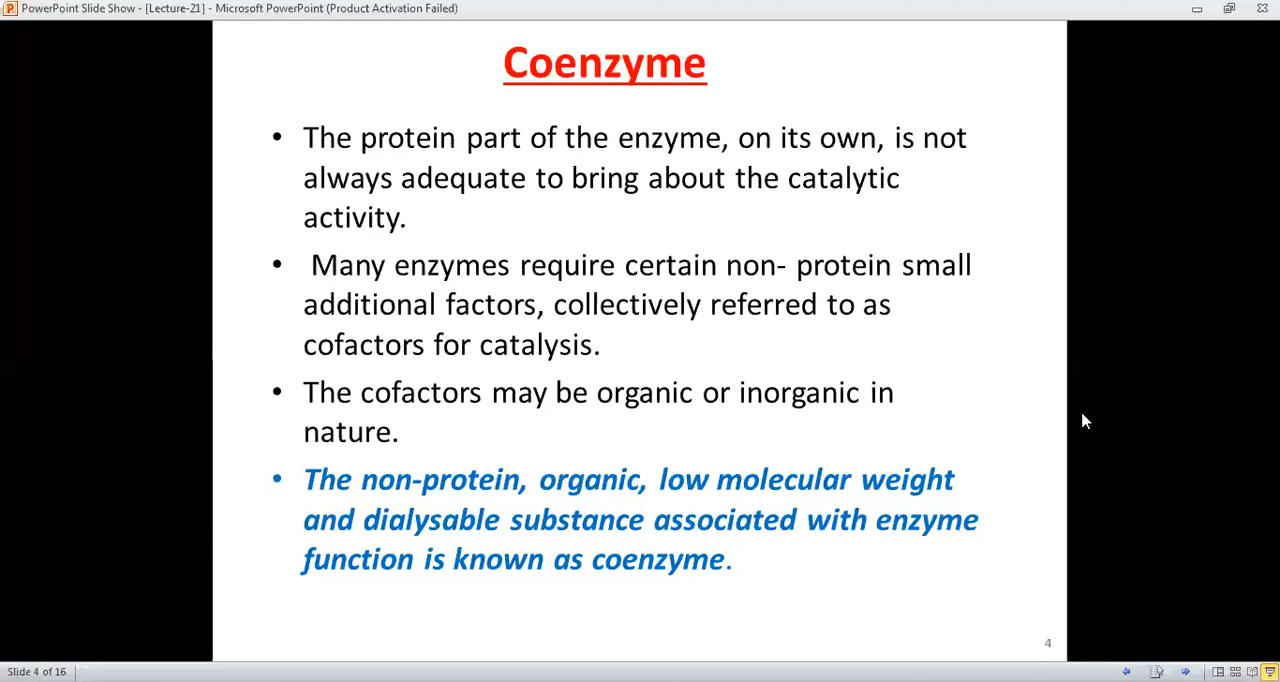 PowerPoint Slide Show - [Lecture-21] - Microsoft PowerPoint (Product Activation Failed)
Coenzyme
• The protein part of the enzyme, on its own, is not
always adequate to bring about the catalytic
activity.
• Many enzymes require certain non- protein small
additional factors, collectively referred to as
cofactors for catalysis.
• The cofactors may be organic or inorganic in
nature.
• The non-protein, organic, low molecular weight
and dialysable substance associated with enzyme
function is known as coenzyme.
4
Slide 4 of 16